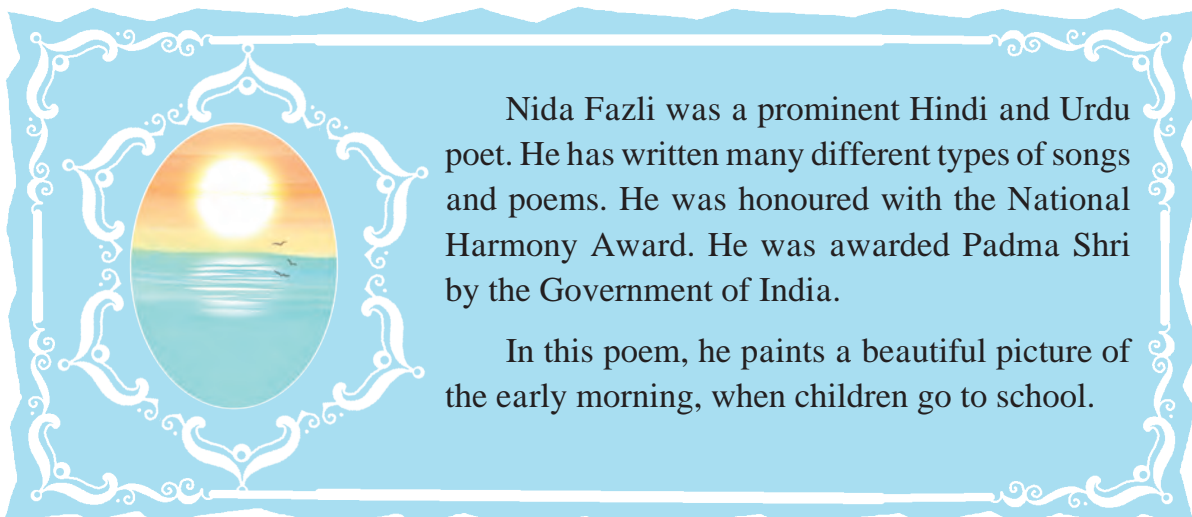 Nida Fazli was a prominent Hindi and Urdu
poet. He has written many different types of songs
and poems. He was honoured with the National
Harmony Award. He was awarded Padma Shri
by the Government of India.
In this poem, he paints a beautiful picture of
the early morning, when children go to school.